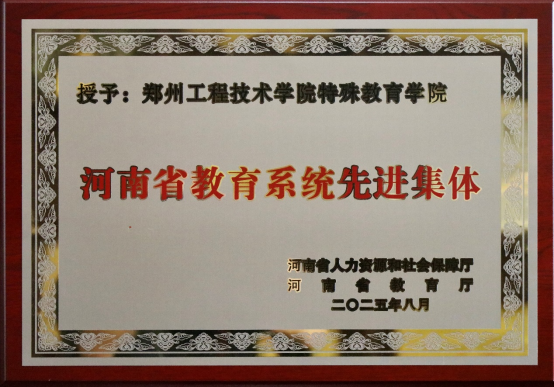 授予：郑州工程技术学院特殊教育学院
河南省教育系统先进集体
河南省人力资源和社会保障厅
河南省教育厅
二〇二五年八月